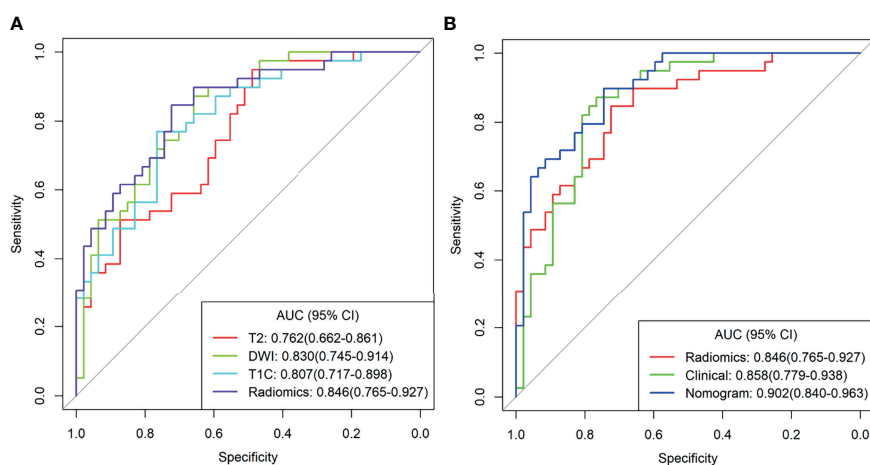 A
1.0
0.8
0.6
0.4
0.2
0.0
Sensitivity
AUC (95% CI)
T2: 0.762(0.662-0.861)
DWI: 0.830(0.745-0.914)
T1C: 0.807(0.717-0.898)
Radiomics: 0.846(0.765-0.927)
1.0 0.8 0.6 0.4 0.2 0.0
Specificity
B
1.0
0.8
0.6
0.4
0.2
0.0
Sensitivity
AUC (95% CI)
Radiomics: 0.846(0.765-0.927)
Clinical: 0.858(0.779-0.938)
Nomogram: 0.902(0.840-0.963)
1.0 0.8 0.6 0.4 0.2 0.0
Specificity